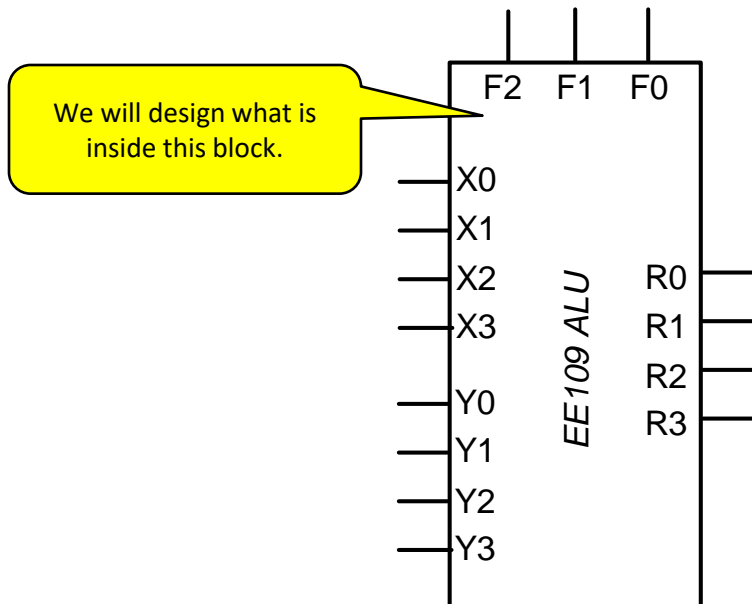 F2 F1 F0
We will design what is
inside this block.
X0
X1
X2
X3
Y0
Y1
Y2
Y3
EE109 ALU
R0
R1
R2
R3